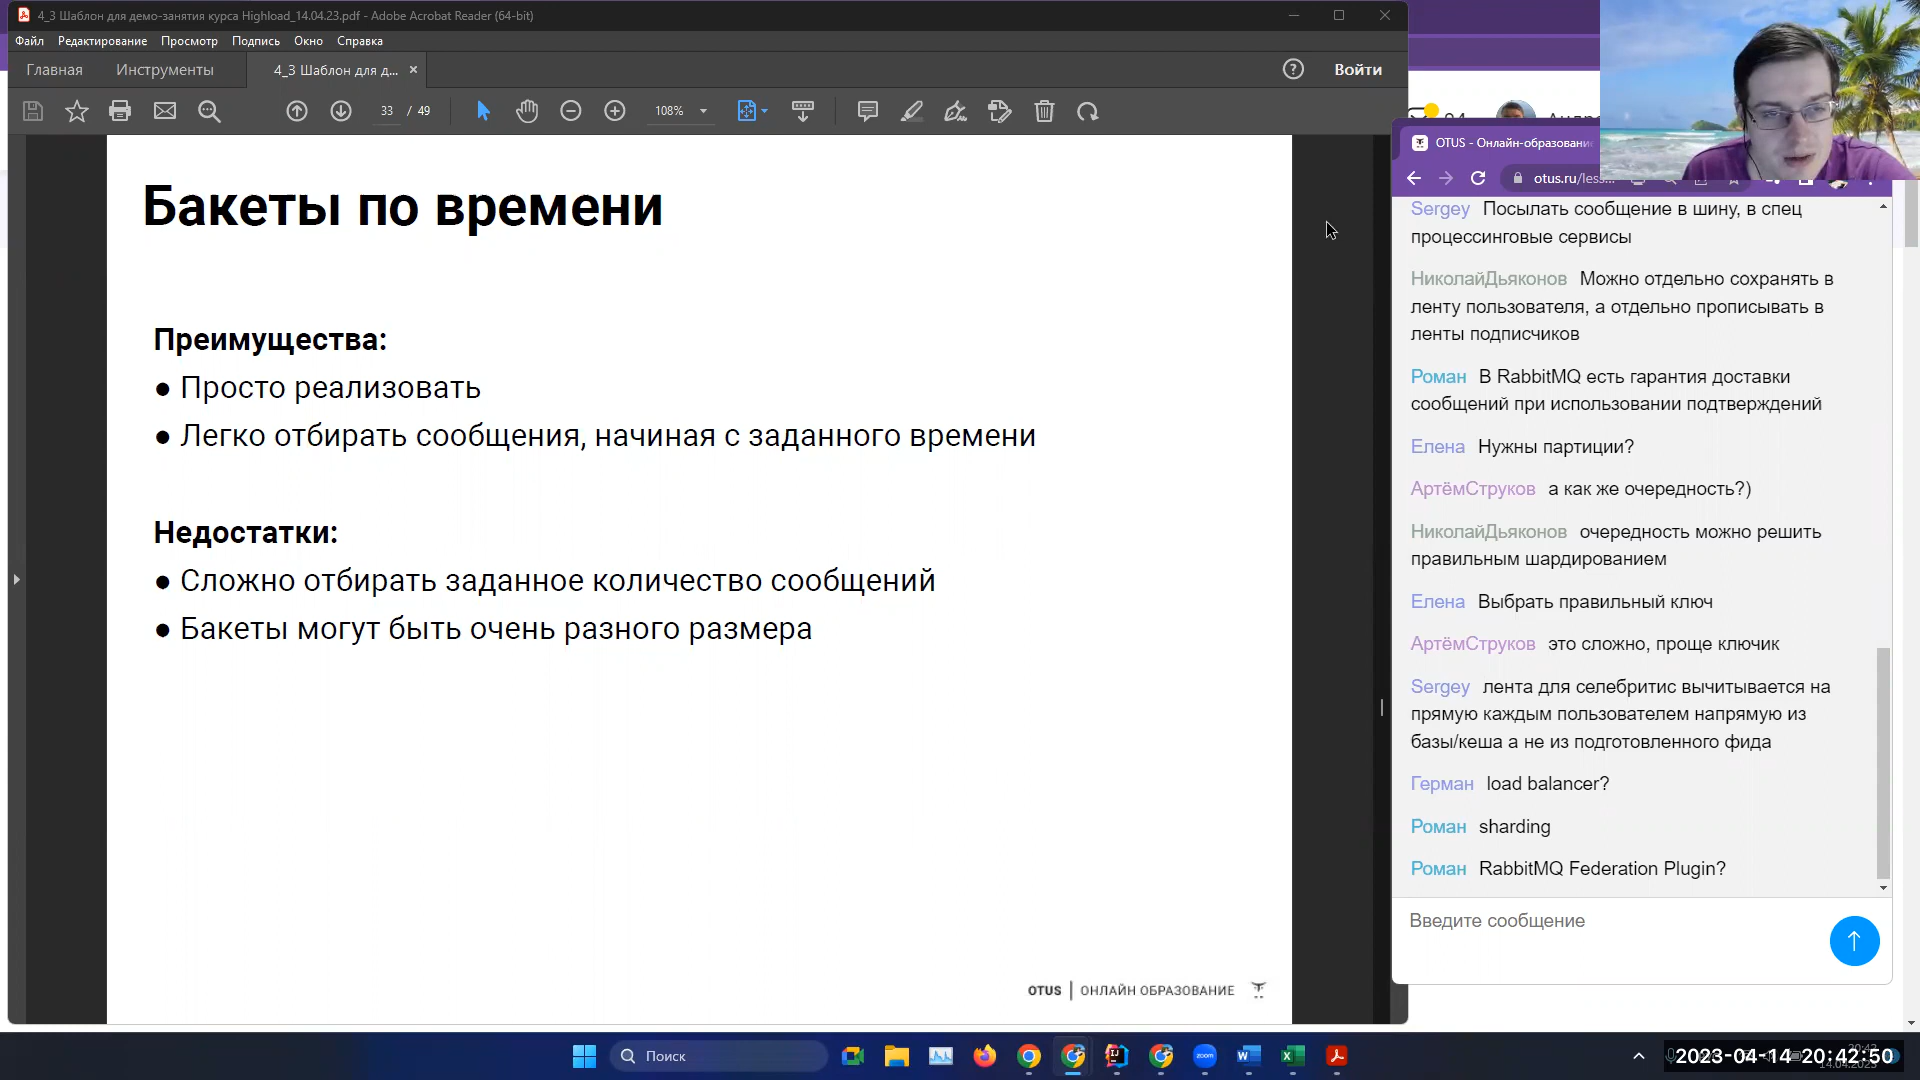 4_3 Шаблон для демо-занятия курса Highload_14.04.23.pdf - Adobe Acrobat Reader (64-bit)
Файл Редактирование Просмотр Подпись Окно Справка
Главная Инструменты 4_3 Шаблон для д... × Войти
33 / 49 108%
Бакеты по времени
Преимущества:
● Просто реализовать
● Легко отбирать сообщения, начиная с заданного времени
Недостатки:
● Сложно отбирать заданное количество сообщений
● Бакеты могут быть очень разного размера
OTUS | ОНЛАЙН ОБРАЗОВАНИЕ
OTUS - Онлайн-образование
otus.ru/less...
Sergey Посылать сообщение в шину, в спец
процессинговые сервисы
НиколайДьяконов Можно отдельно сохранять в
ленту пользователя, а отдельно прописывать в
ленты подписчиков
Роман В RabbitMQ есть гарантия доставки
сообщений при использовании подтверждений
Елена Нужны партиции?
АртёмСтруков а как же очередность?)
НиколайДьяконов очередность можно решить
правильным шардированием
Елена Выбрать правильный ключ
АртёмСтруков это сложно, проще ключик
Sergey лента для селебритис вычитывается на
прямую каждым пользователем напрямую из
базы/кеша а не из подготовленного фида
Герман load balancer?
Роман sharding
Роман RabbitMQ Federation Plugin?
Введите сообщение
Поиск
2023-04-14 20:42:50